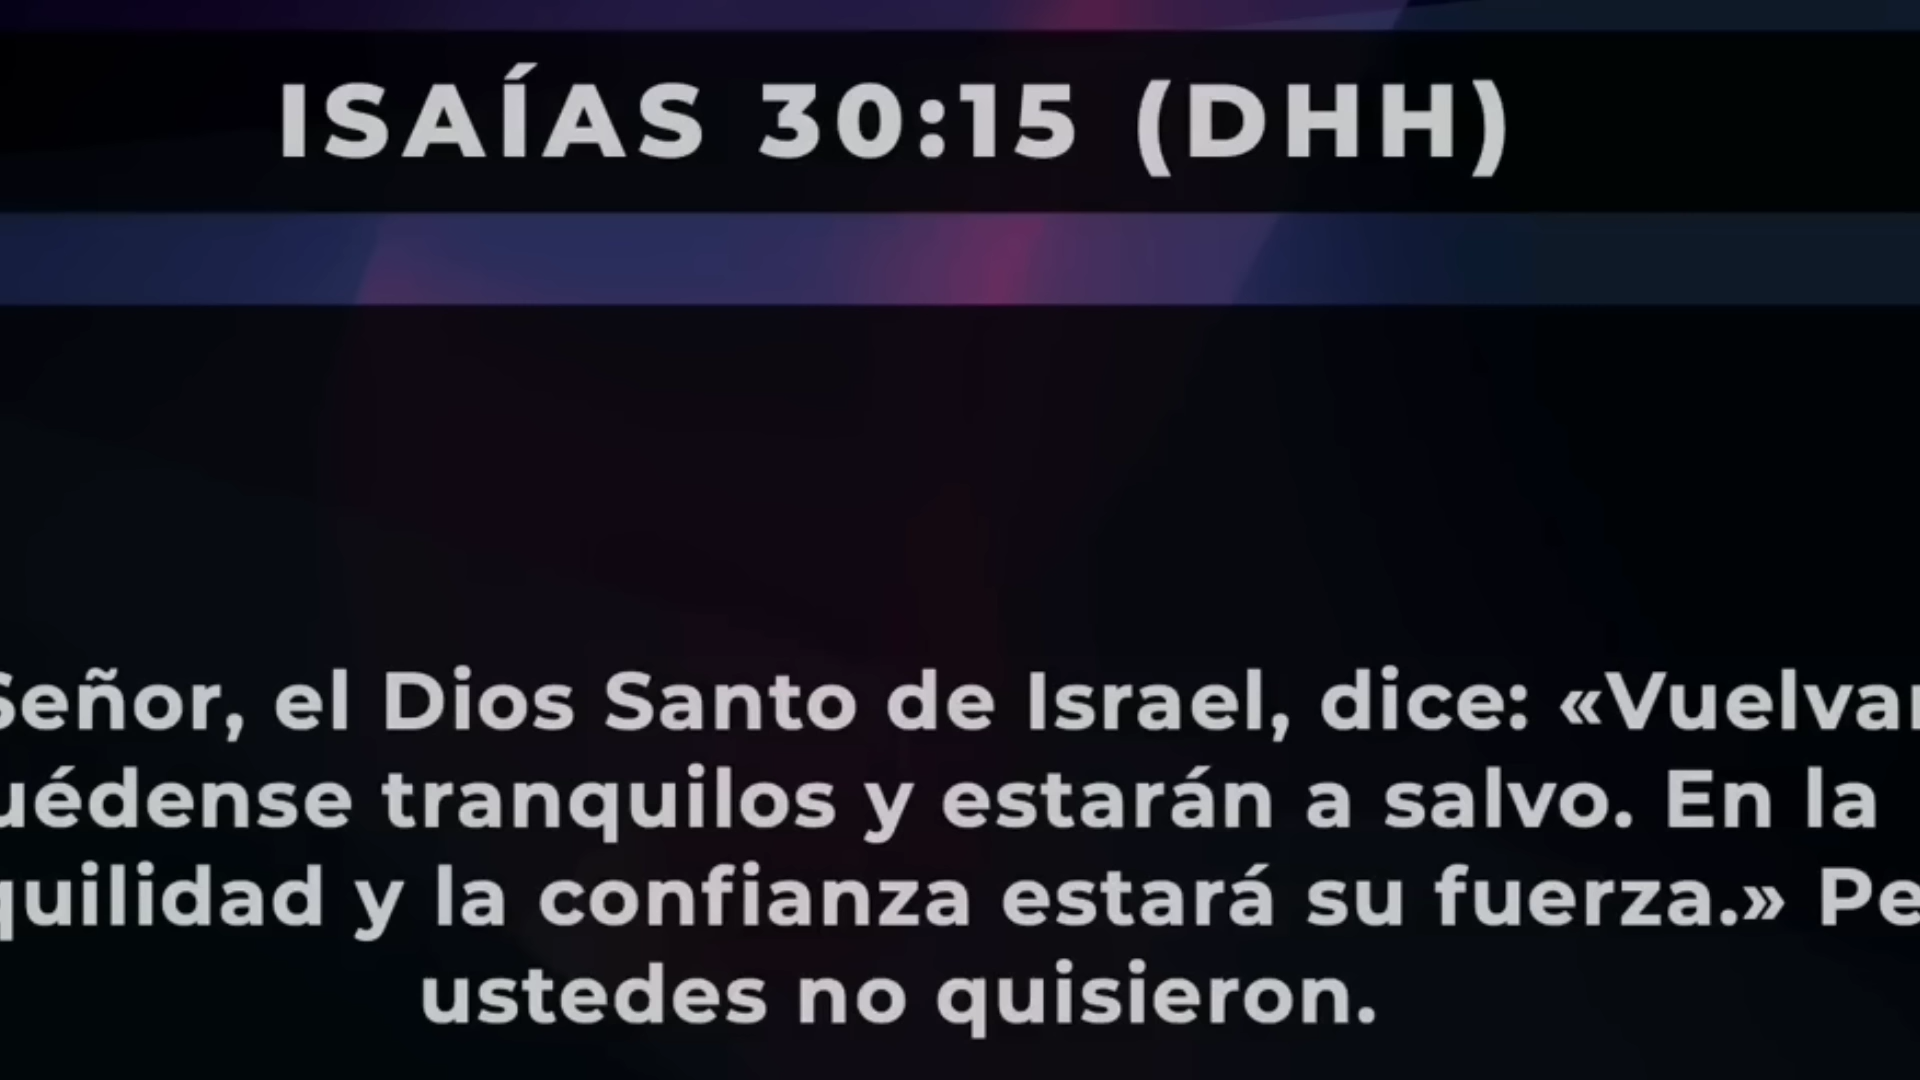 ISAÍAS 30:15 (DHH)
Señor, el Dios Santo de Israel, dice: «Vuelvan
uédense tranquilos y estarán a salvo. En la
quilidad y la confianza estará su fuerza.» Pe
ustedes no quisieron.